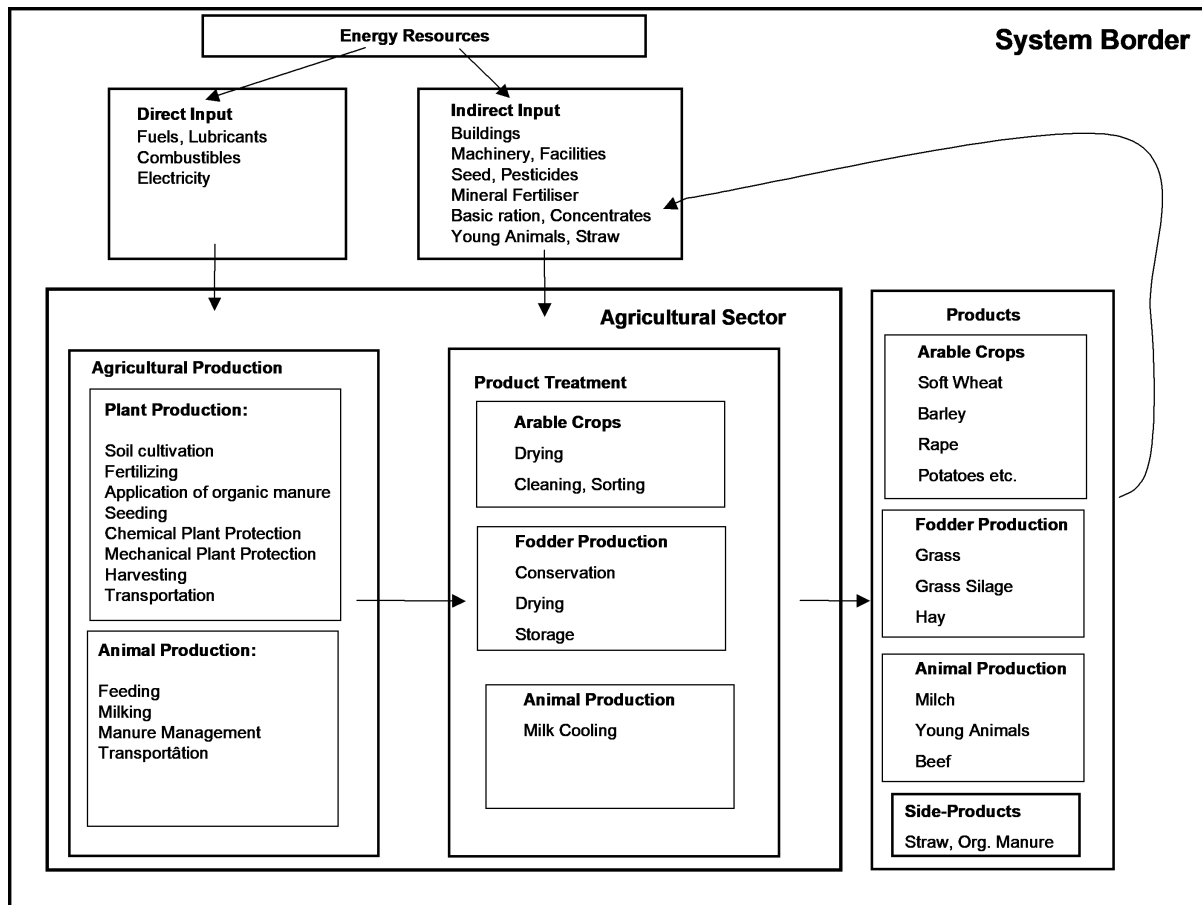 Energy Resources
System Border
Direct Input
Fuels, Lubricants
Combustibles
Electricity
Indirect Input
Buildings
Machinery, Facilities
Seed, Pesticides
Mineral Fertiliser
Basic ration, Concentrates
Young Animals, Straw
Agricultural Sector
Agricultural Production
Plant Production:
Soil cultivation
Fertilizing
Application of organic manure
Seeding
Chemical Plant Protection
Mechanical Plant Protection
Harvesting
Transportation
Animal Production:
Feeding
Milking
Manure Management
Transportâtion
Product Treatment
Arable Crops
Drying
Cleaning, Sorting
Fodder Production
Conservation
Drying
Storage
Animal Production
Milk Cooling
Products
Arable Crops
Soft Wheat
Barley
Rape
Potatoes etc.
Fodder Production
Grass
Grass Silage
Hay
Animal Production
Milch
Young Animals
Beef
Side-Products
Straw, Org. Manure